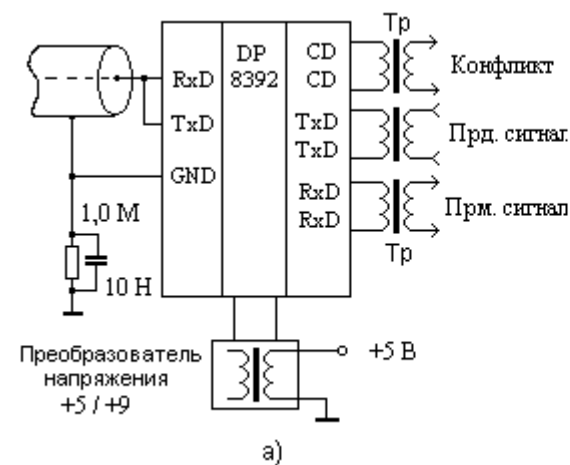 Тр
DP
8392
CD
CD
Конфликт
RxD
TxD
TxD
TxD
Прд. сигнал
GND
RxD
RxD
Прм. сигнал
Тр
1,0 М
10 Н
Преобразователь
напряжения
+5 / +9
+5 В
а)